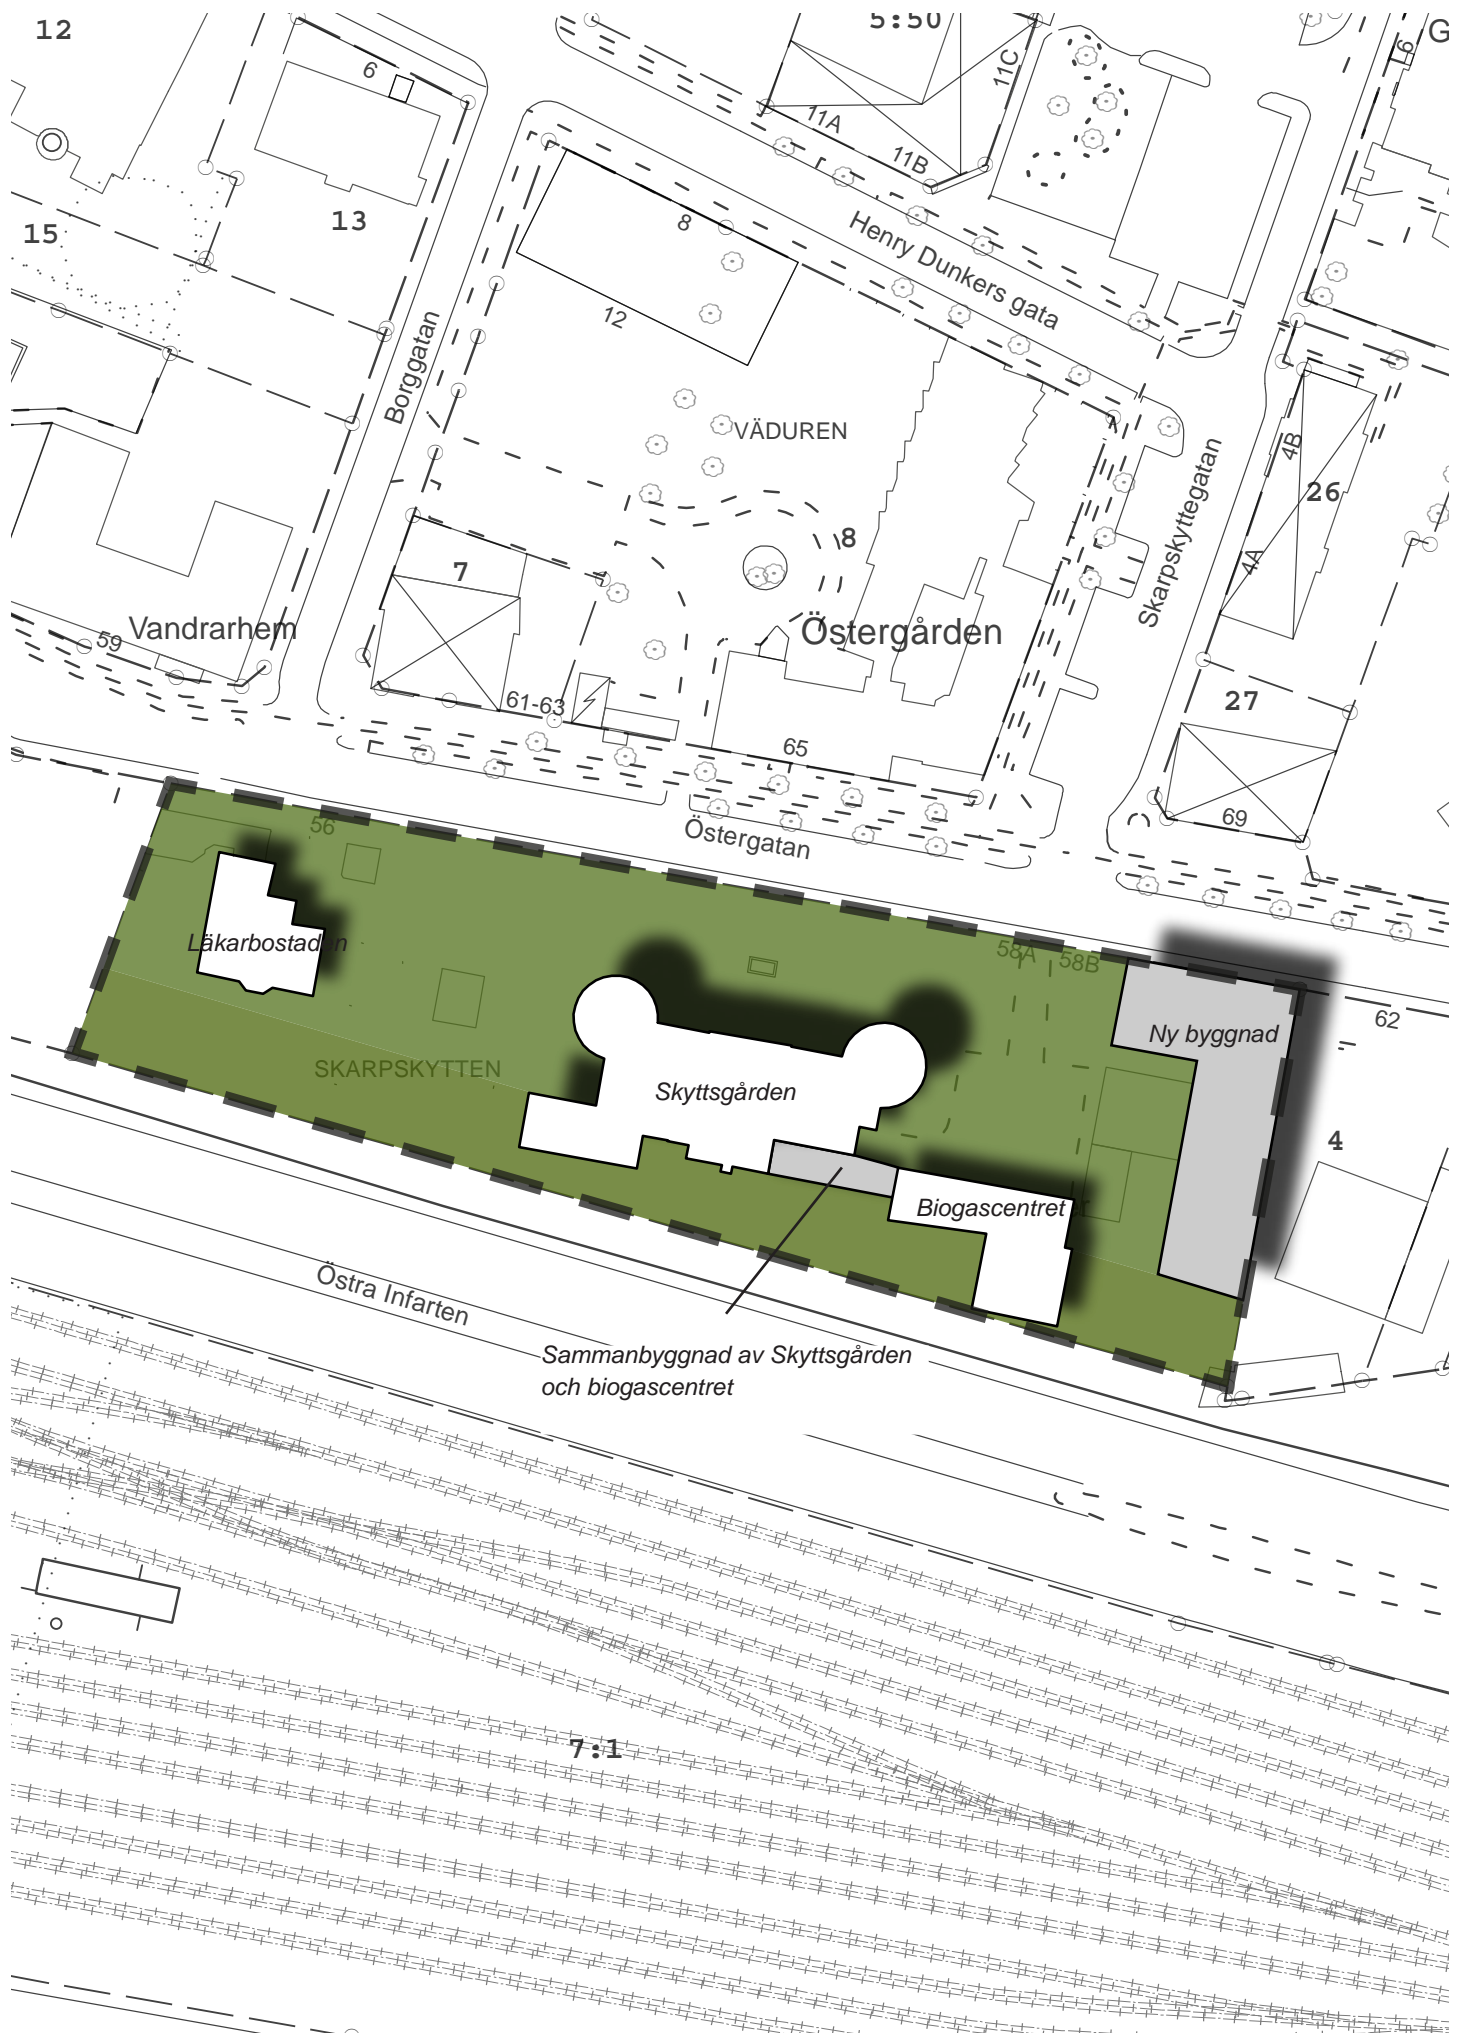 12
5:50
G
6
6
11C
11A
11B
13
15
8
Henry Dunkers gata
12
Borggatan
VÄDUREN
Skarpskyttegatan
4B
26
8
4A
7
Vandrarhem
59
Östergården
61-63
27
65
69
56
Östergatan
Läkarbostaden
58A
58B
62
Ny byggnad
SKARPSKYTTEN
Skyttsgården
4
Biogascentret
Östra Infarten
Sammanbyggnad av Skyttsgården
och biogascentret
7:1